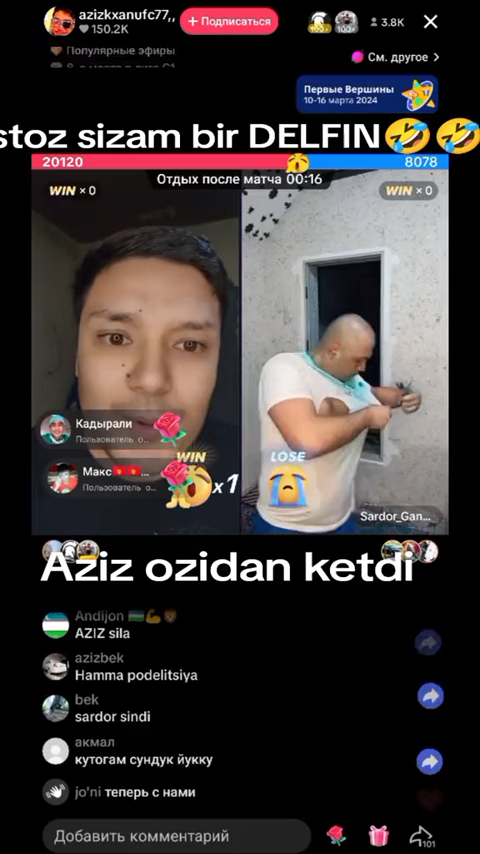 azizkxanufc77,,
150.2K
+ Подписаться
100+
100+
3.8K
Популярные эфиры
См. другое >
Первые Вершины
10-16 марта 2024
stoz sizam bir DELFIN🤣🤣
20120
8078
WIN × 0
Отдых после матча 00:16
WIN × 0
Кадырали
Пользователь о...
WIN
LOSE
Макс 🇲🇦🇲🇦...
Пользователь о...
x1
Sardor_Gan...
Aziz ozidan ketdi
Andijon 🇺🇿💪🦁
AZIZ sila
azizbek
Hamma podelitsiya
bek
sardor sindi
акмал
кутогам сундук йукку
jo'ni теперь с нами
Добавить комментарий
101